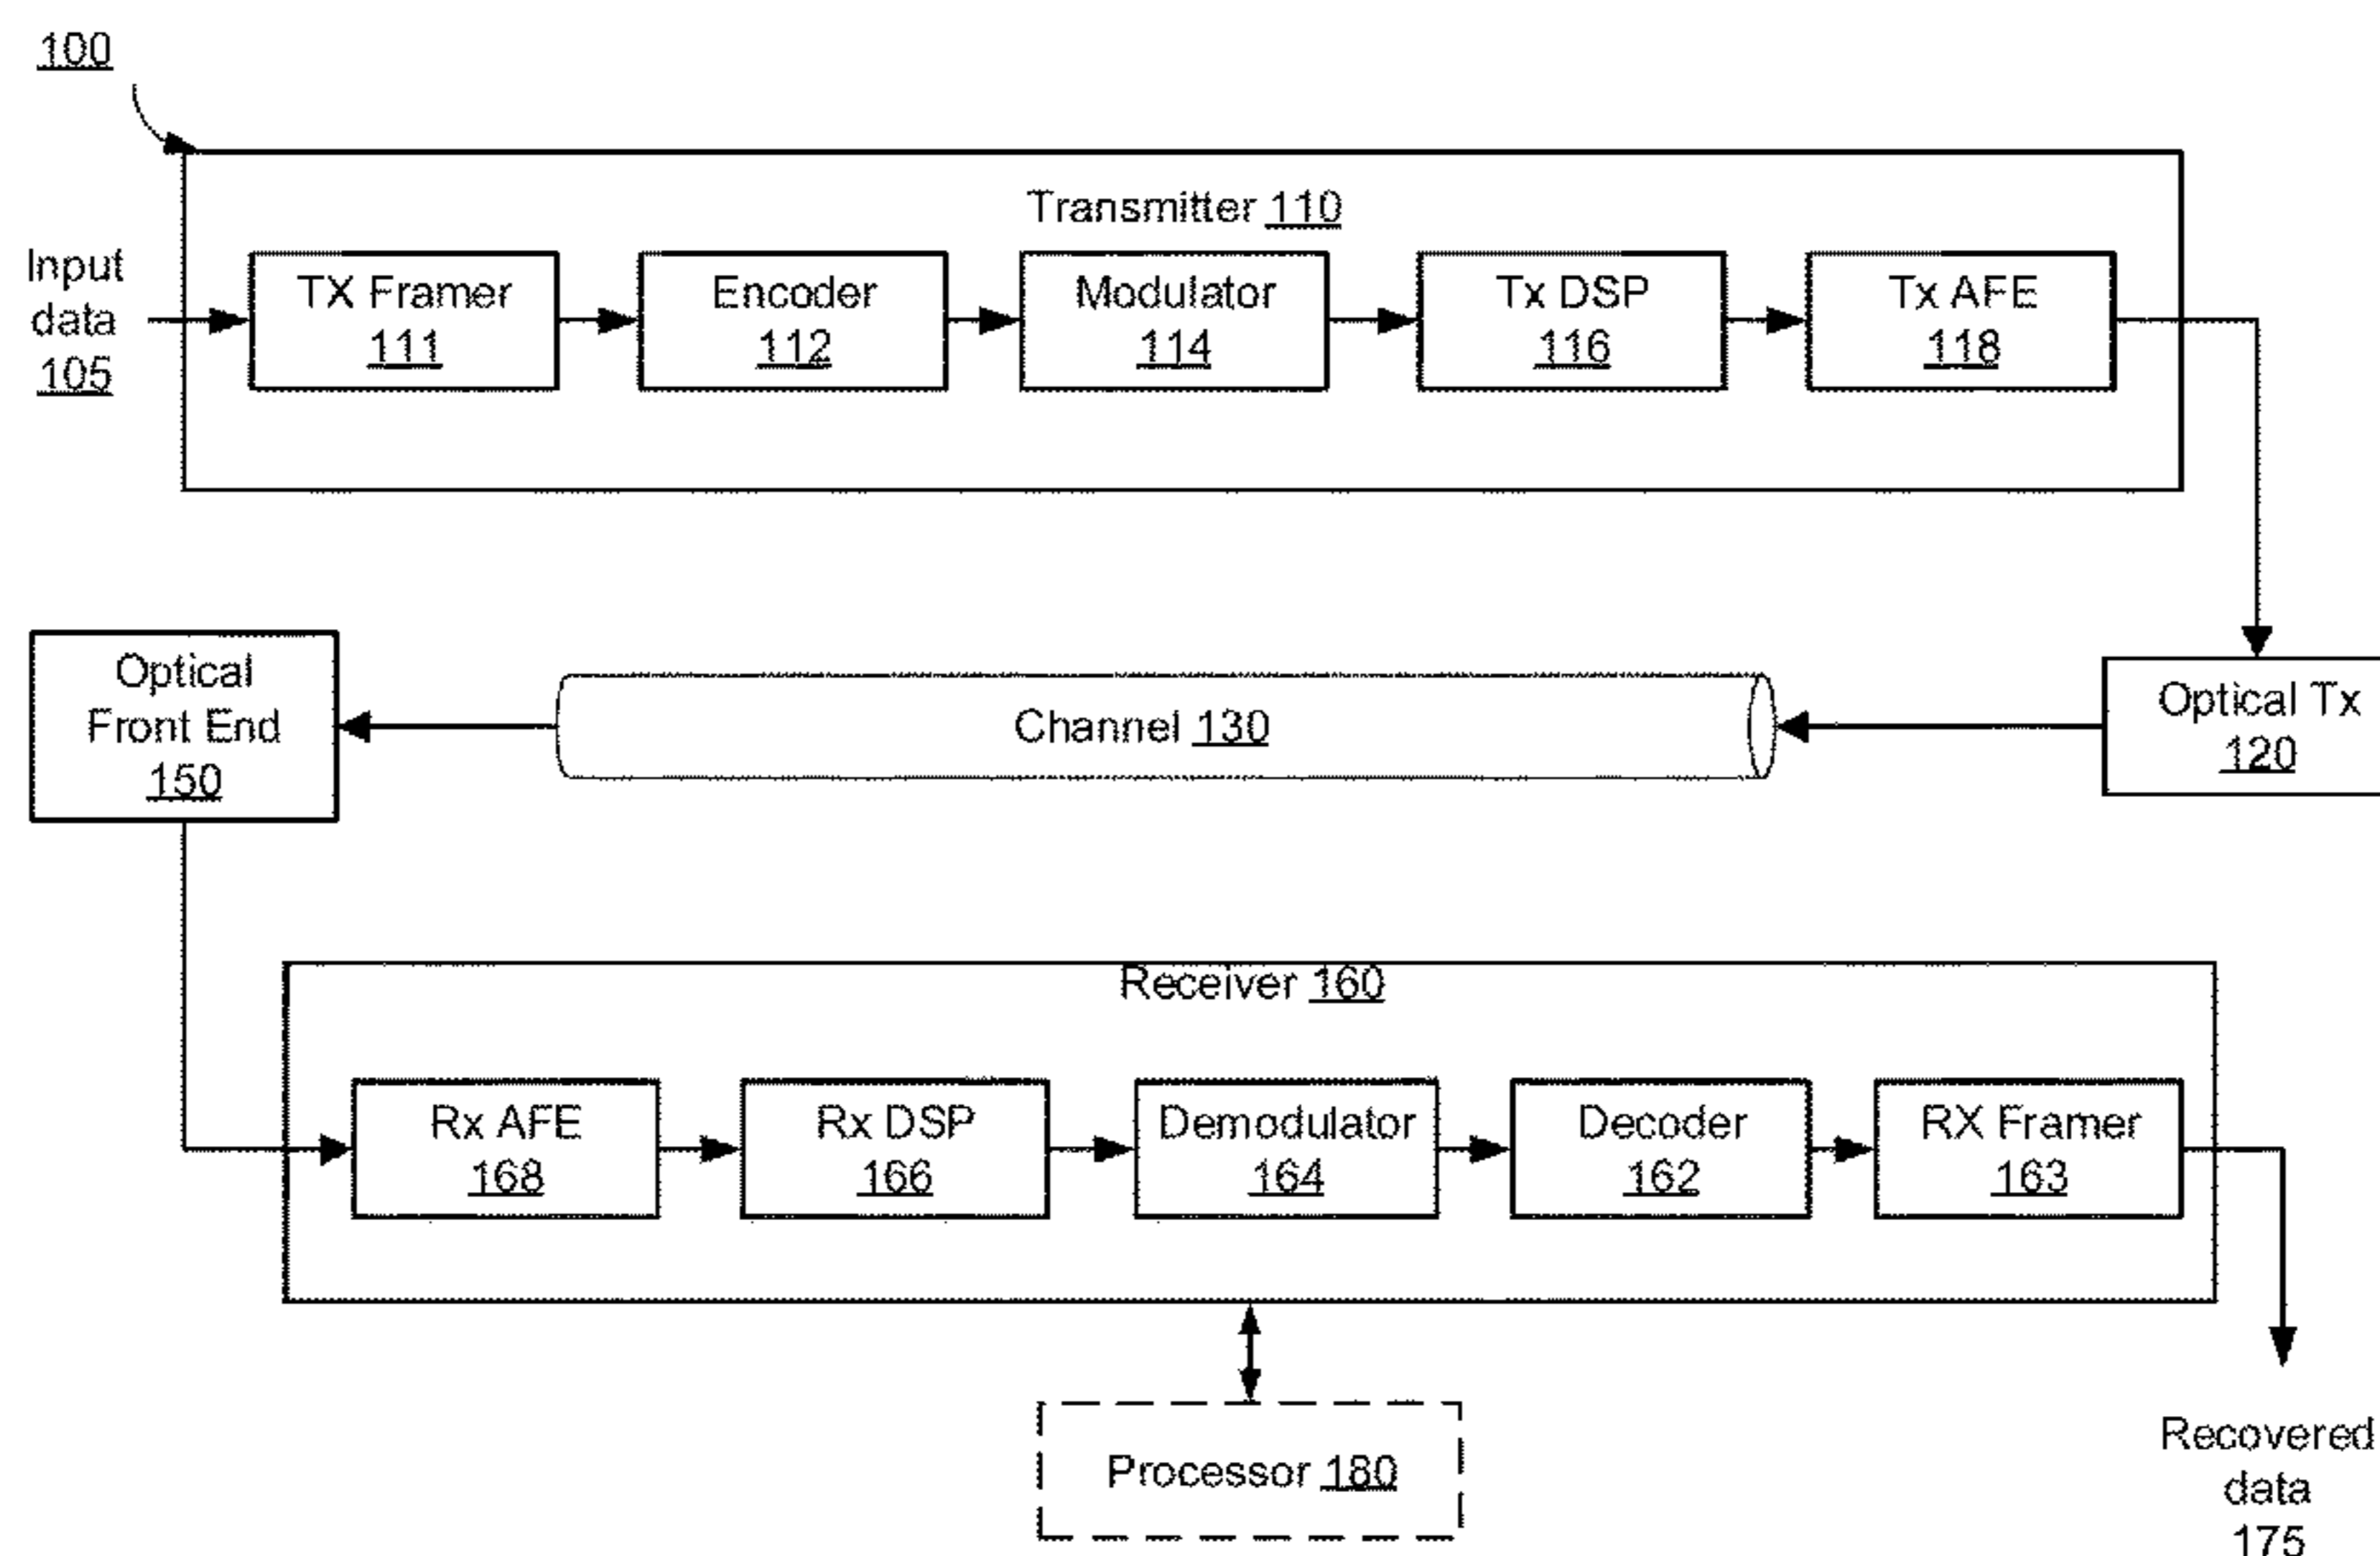 100
Transmitter 110
Input
data
105
TX Framer
111
Encoder
112
Modulator
114
Tx DSP
116
Tx AFE
118
Optical
Front End
150
Channel 130
Optical Tx
120
Receiver 160
Rx AFE
168
Rx DSP
166
Demodulator
164
Decoder
162
RX Framer
163
Processor 180
Recovered
data
175